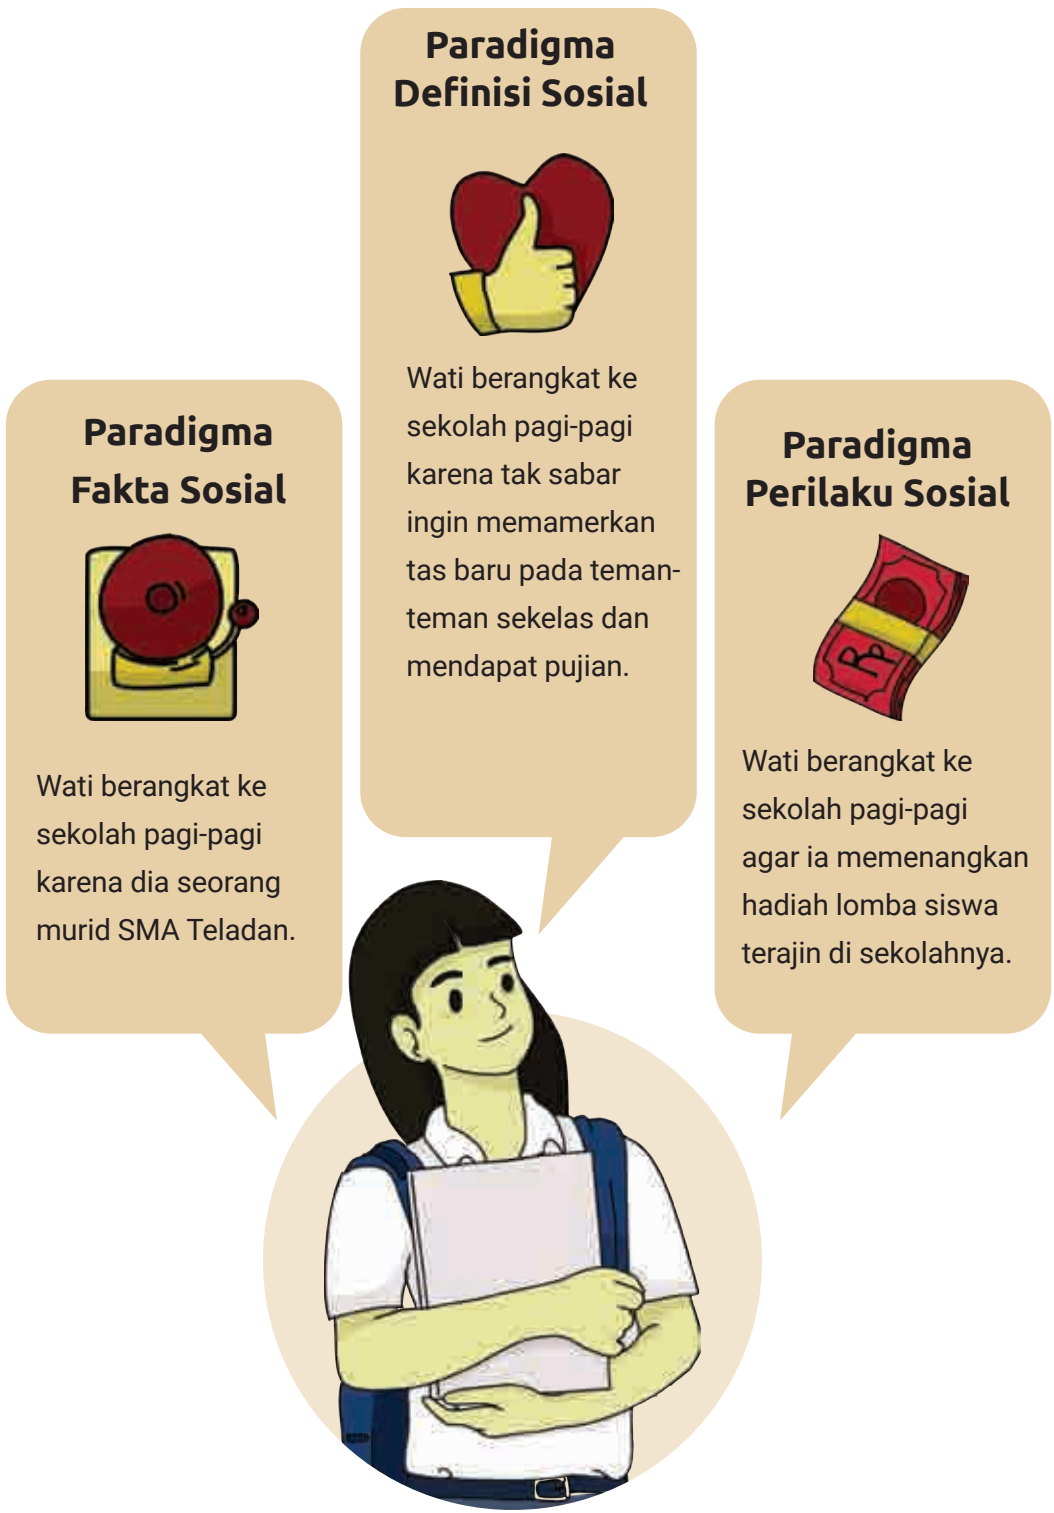 Paradigma
Fakta Sosial
Wati berangkat ke
sekolah pagi-pagi
karena dia seorang
murid SMA Teladan.
Paradigma
Definisi Sosial
Wati berangkat ke
sekolah pagi-pagi
karena tak sabar
ingin memamerkan
tas baru pada teman-
teman sekelas dan
mendapat pujian.
Paradigma
Perilaku Sosial
Rp
Wati berangkat ke
sekolah pagi-pagi
agar ia memenangkan
hadiah lomba siswa
terajin di sekolahnya.